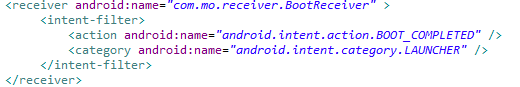 <receiver android:name="com.mo.receiver.BootReceiver" >
<intent-filter>
<action android:name="android.intent.action.BOOT_COMPLETED" />
<category android:name="android.intent.category.LAUNCHER" />
</intent-filter>
</receiver>